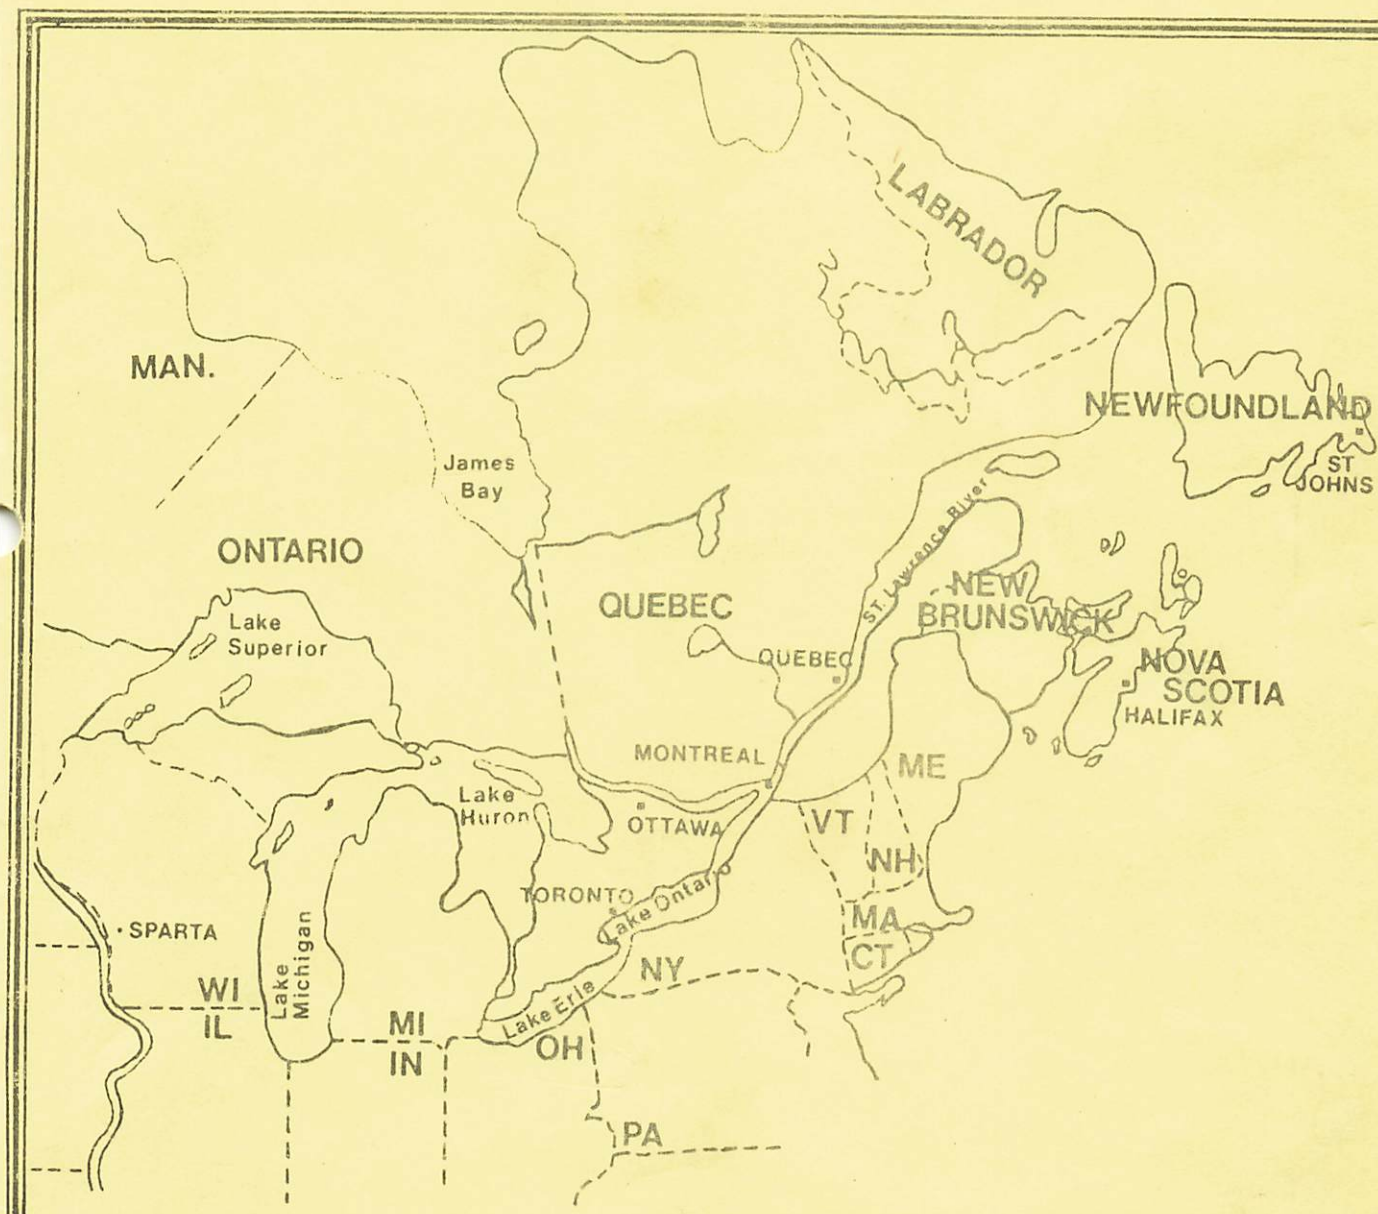 LABRADOR
MAN.
NEWFOUNDLAND
James
Bay
ST
JOHNS
ST. Lawrence River
ONTARIO
QUEBEC
NEW
BRUNSWICK
Lake
Superior
QUEBEC
NOVA
SCOTIA
HALIFAX
MONTREAL
ME
Lake
Huron
OTTAWA
VT
NH
TORONTO
Lake Ontario
MA
SPARTA
CT
Lake
Michigan
NY
WI
Lake Erie
IL
MI
OH
IN
PA